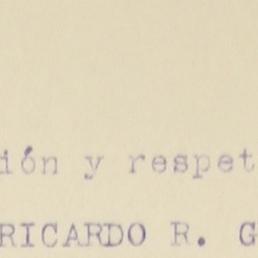 ión y respet
RICARDO R. G